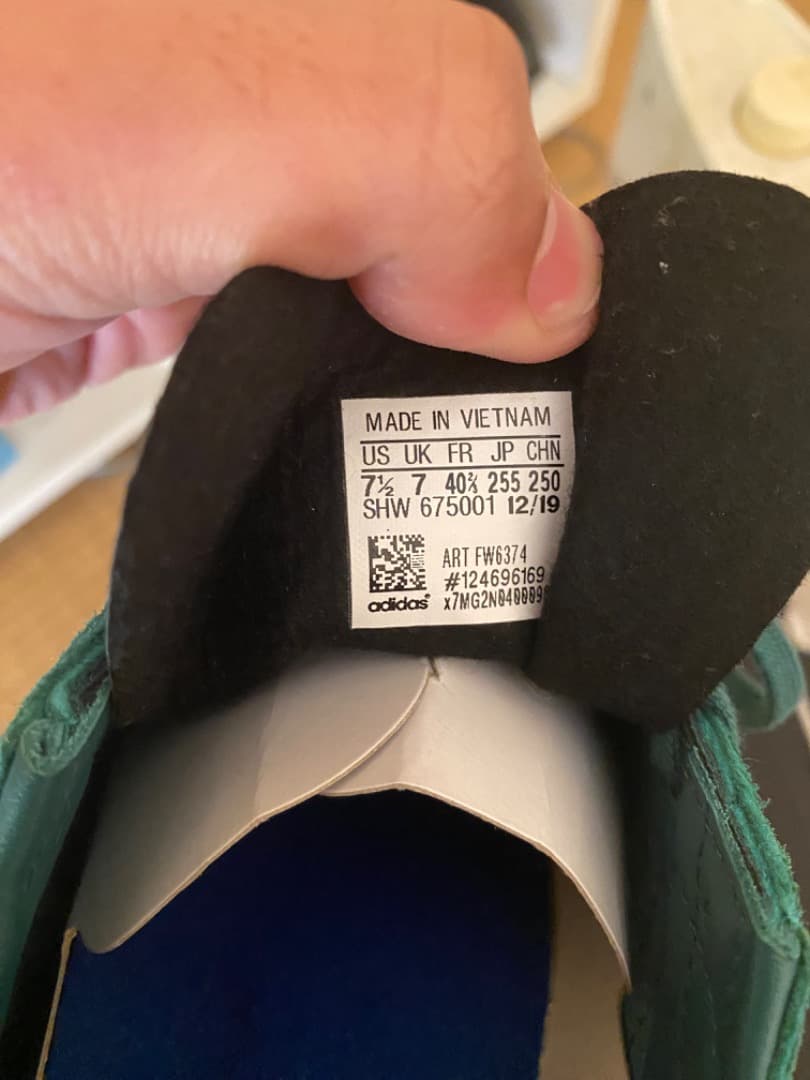 MADE IN VIETNAM
US UK FR JP CHN
7½ 7 40⅔ 255 250
SHW 675001 12/19
ART FW6374
#124696169
adidas